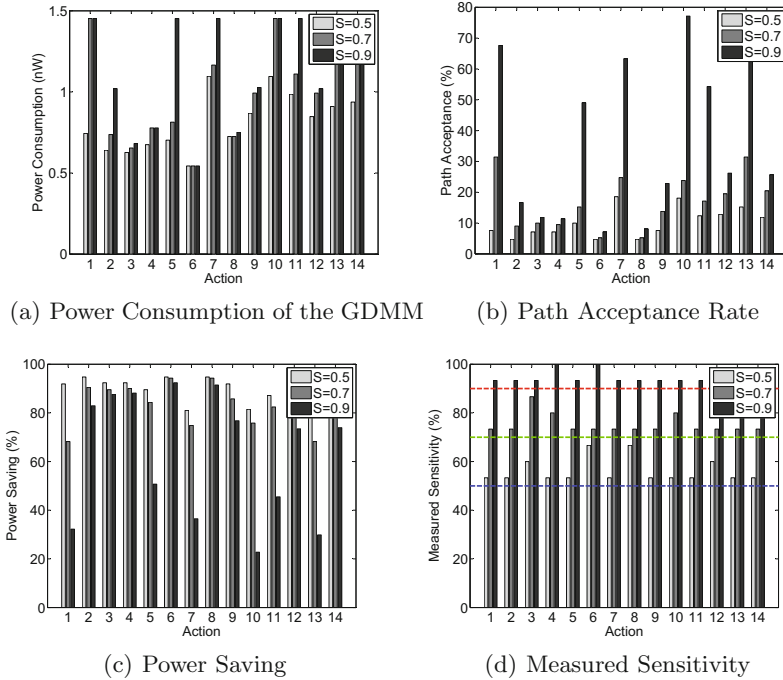 1.5
1
0.5
0
Power Consumption (nW)
S=0.5
S=0.7
S=0.9
1 2 3 4 5 6 7 8 9 10 11 12 13 14
Action
(a) Power Consumption of the GDMM
80
70
60
50
40
30
20
10
0
Path Acceptance (%)
S=0.5
S=0.7
S=0.9
1 2 3 4 5 6 7 8 9 10 11 12 13 14
Action
(b) Path Acceptance Rate
100
80
60
40
20
0
Power Saving (%)
S=0.5
S=0.7
S=0.9
1 2 3 4 5 6 7 8 9 10 11 12 13 14
Action
(c) Power Saving
100
80
60
40
20
0
Measured Sensitivity (%)
S=0.5
S=0.7
S=0.9
1 2 3 4 5 6 7 8 9 10 11 12 13 14
Action
(d) Measured Sensitivity